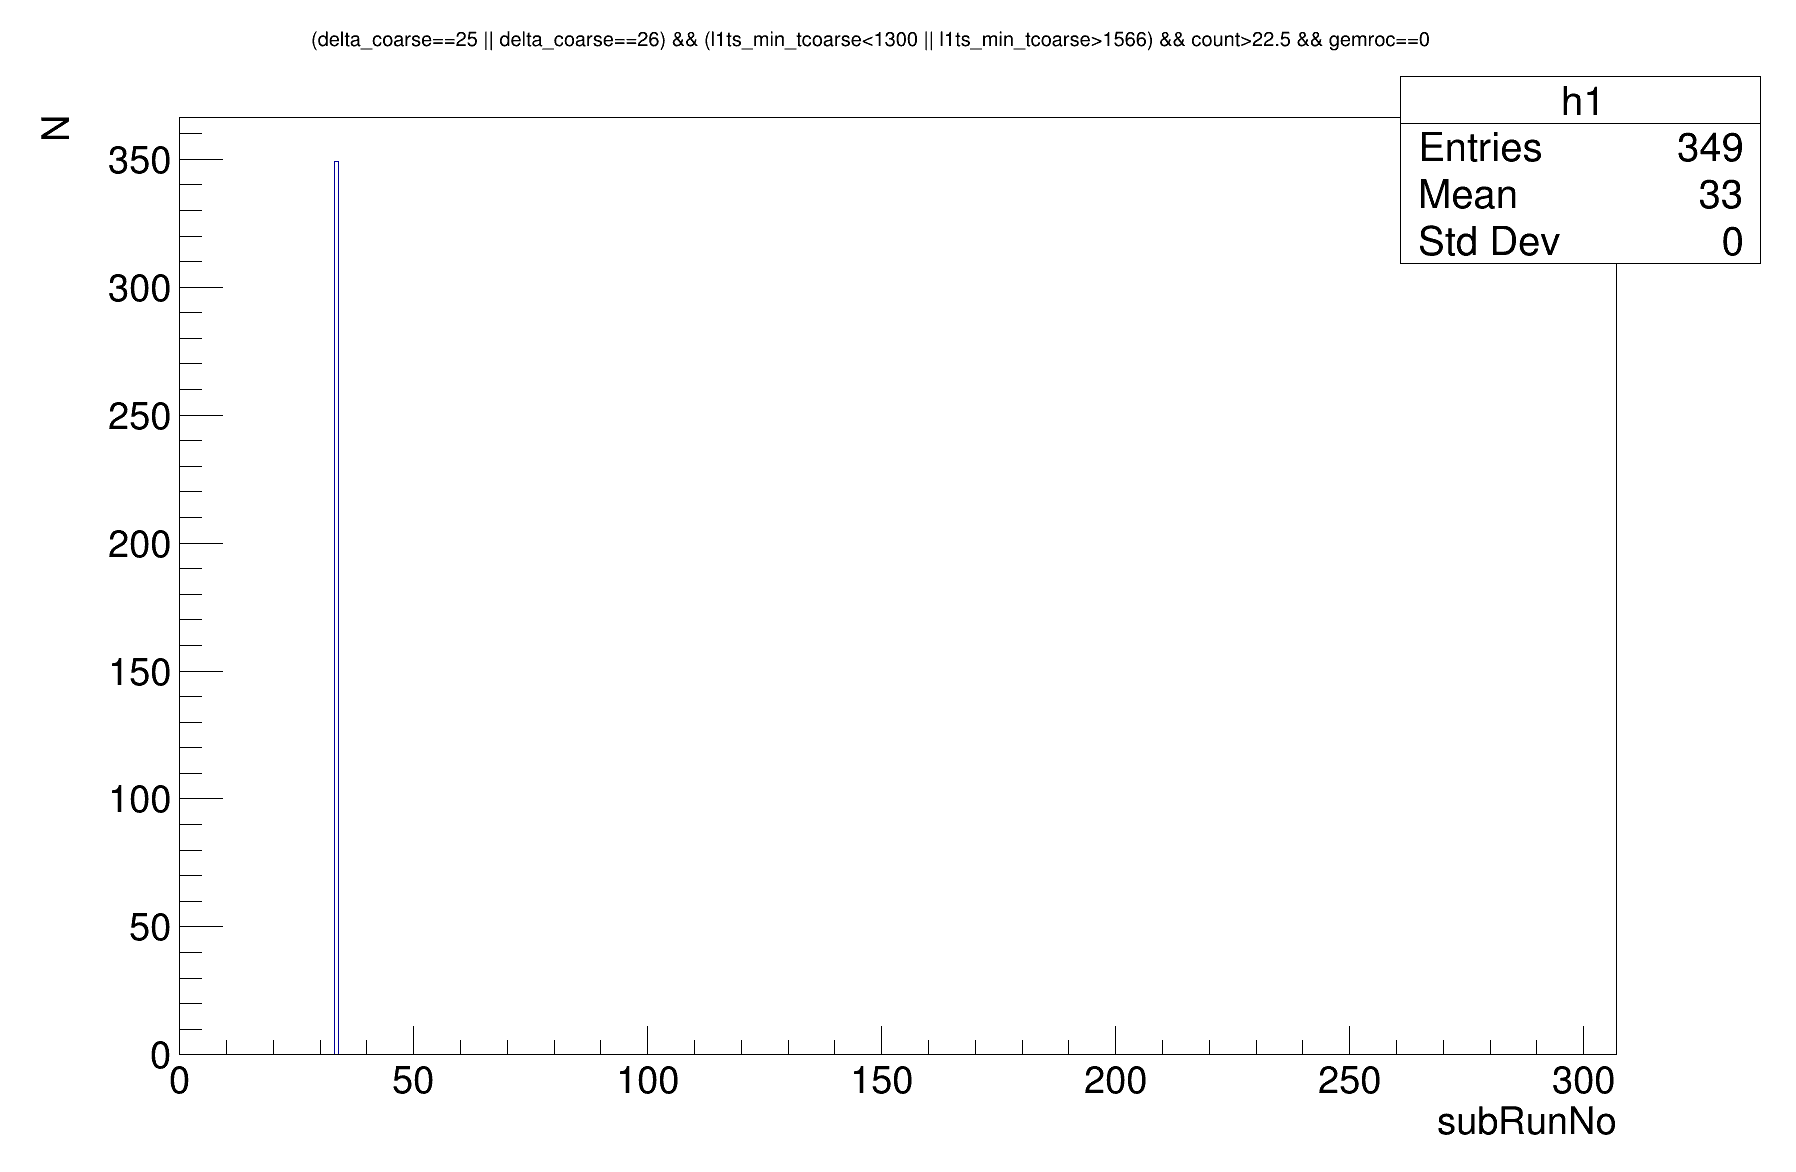 (delta_coarse==25 || delta_coarse==26) && (l1ts_min_tcoarse<1300 || l1ts_min_tcoarse>1566) && count>22.5 && gemroc==0
h1
Entries 349
Mean 33
Std Dev 0
N
350
300
250
200
150
100
50
0
0 50 100 150 200 250 300
subRunNo